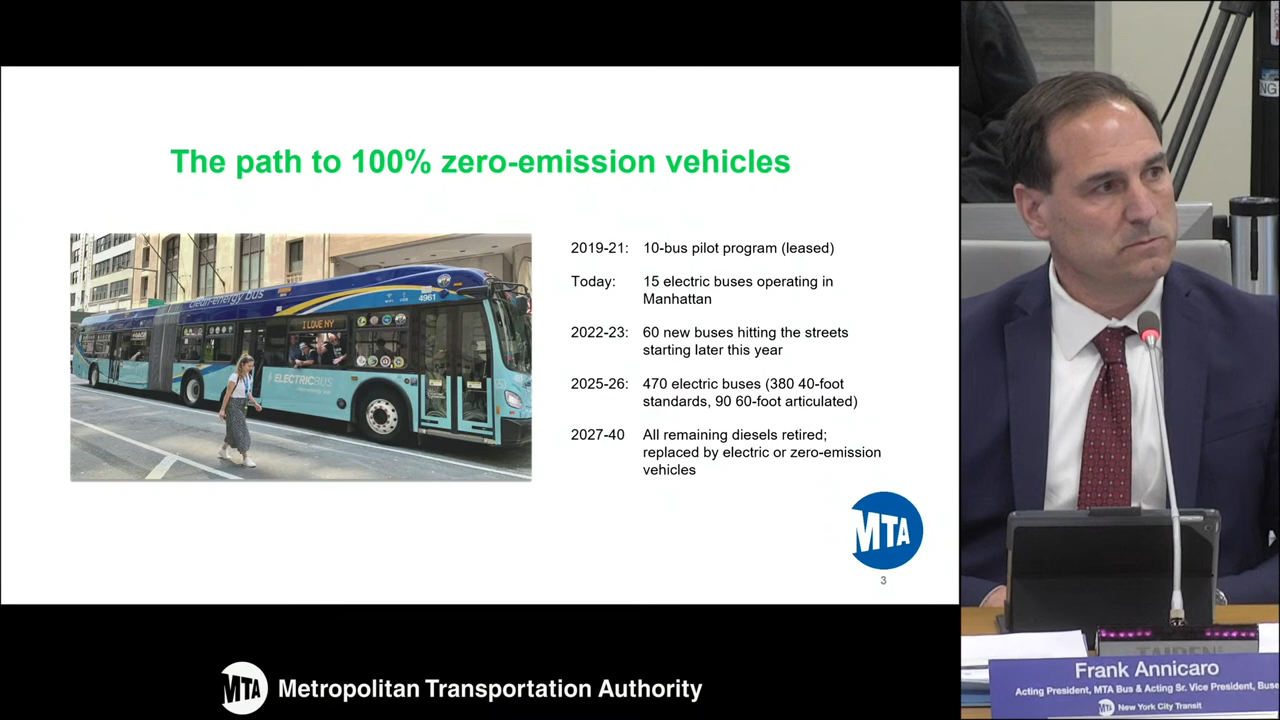 The path to 100% zero-emission vehicles
clean-energy bus
4961
I LOVE NY
ELECTRICBUS
2019-21: 10-bus pilot program (leased)
Today: 15 electric buses operating in
Manhattan
2022-23: 60 new buses hitting the streets
starting later this year
2025-26: 470 electric buses (380 40-foot
standards, 90 60-foot articulated)
2027-40 All remaining diesels retired;
replaced by electric or zero-emission
vehicles
MTA
3
MTA Metropolitan Transportation Authority
NG
Frank Annicaro
Acting President, MTA Bus & Acting Sr. Vice President, Buse
MTA New York City Transit